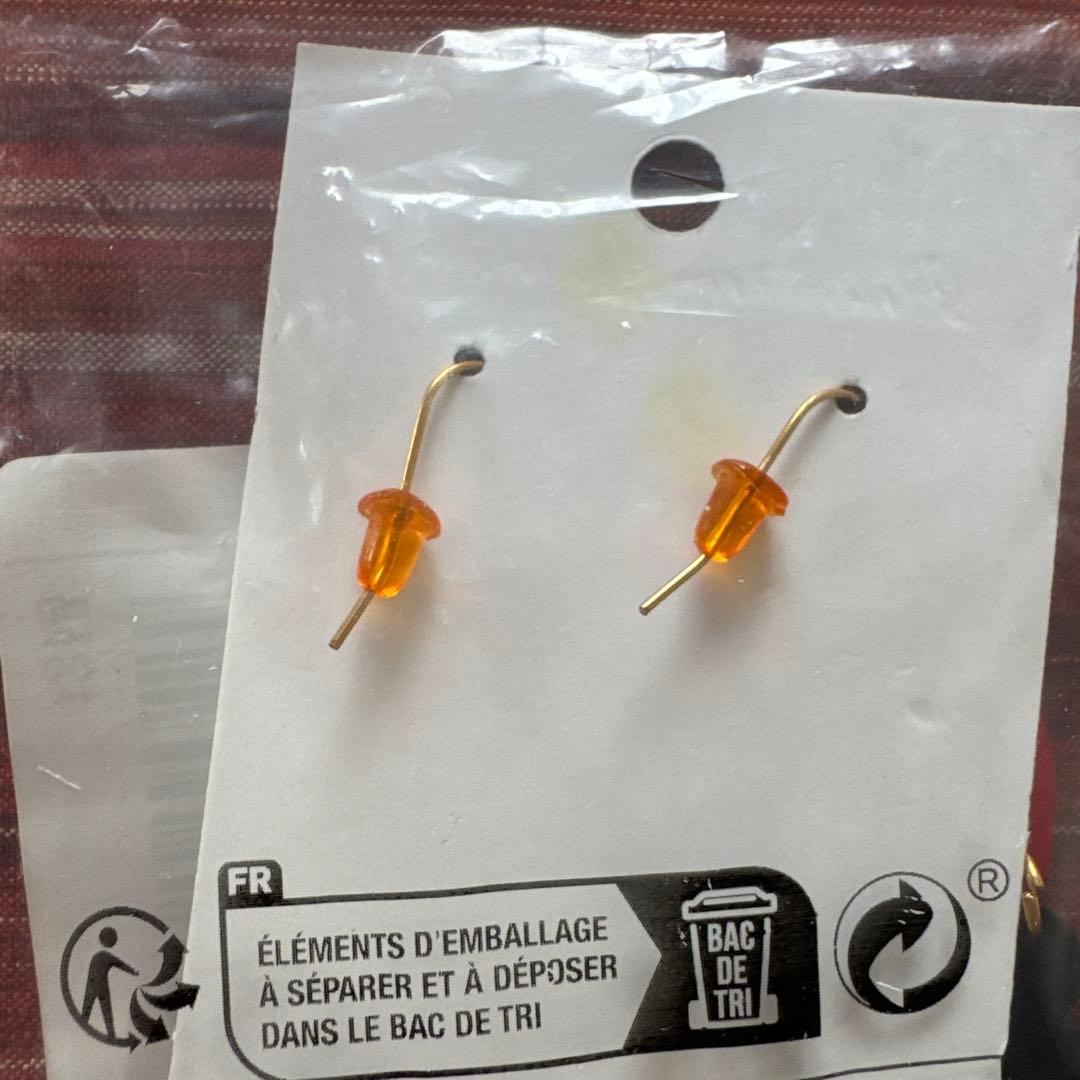 FR
ÉLÉMENTS D'EMBALLAGE
À SÉPARER ET À DÉPOSER
DANS LE BAC DE TRI
BAC
DE
TRI
®